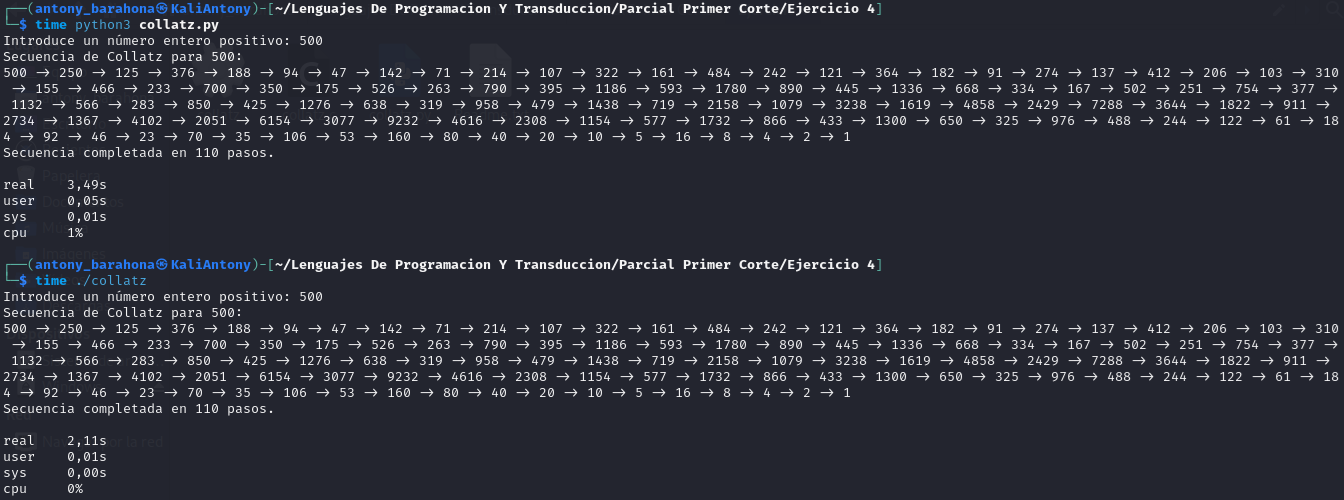 ┌──(antony_barahona㉿KaliAntony)-[~/Lenguajes De Programacion Y Transduccion/Parcial Primer Corte/Ejercicio 4]
└─$ time python3 collatz.py
Introduce un número entero positivo: 500
Secuencia de Collatz para 500:
500 → 250 → 125 → 376 → 188 → 94 → 47 → 142 → 71 → 214 → 107 → 322 → 161 → 484 → 242 → 121 → 364 → 182 → 91 → 274 → 137 → 412 → 206 → 103 → 310
→ 155 → 466 → 233 → 700 → 350 → 175 → 526 → 263 → 790 → 395 → 1186 → 593 → 1780 → 890 → 445 → 1336 → 668 → 334 → 167 → 502 → 251 → 754 → 377 →
1132 → 566 → 283 → 850 → 425 → 1276 → 638 → 319 → 958 → 479 → 1438 → 719 → 2158 → 1079 → 3238 → 1619 → 4858 → 2429 → 7288 → 3644 → 1822 → 911 →
2734 → 1367 → 4102 → 2051 → 6154 → 3077 → 9232 → 4616 → 2308 → 1154 → 577 → 1732 → 866 → 433 → 1300 → 650 → 325 → 976 → 488 → 244 → 122 → 61 → 18
4 → 92 → 46 → 23 → 70 → 35 → 106 → 53 → 160 → 80 → 40 → 20 → 10 → 5 → 16 → 8 → 4 → 2 → 1
Secuencia completada en 110 pasos.
real 3,49s
user 0,05s
sys 0,01s
cpu 1%
┌──(antony_barahona㉿KaliAntony)-[~/Lenguajes De Programacion Y Transduccion/Parcial Primer Corte/Ejercicio 4]
└─$ time ./collatz
Introduce un número entero positivo: 500
Secuencia de Collatz para 500:
500 → 250 → 125 → 376 → 188 → 94 → 47 → 142 → 71 → 214 → 107 → 322 → 161 → 484 → 242 → 121 → 364 → 182 → 91 → 274 → 137 → 412 → 206 → 103 → 310
→ 155 → 466 → 233 → 700 → 350 → 175 → 526 → 263 → 790 → 395 → 1186 → 593 → 1780 → 890 → 445 → 1336 → 668 → 334 → 167 → 502 → 251 → 754 → 377 →
1132 → 566 → 283 → 850 → 425 → 1276 → 638 → 319 → 958 → 479 → 1438 → 719 → 2158 → 1079 → 3238 → 1619 → 4858 → 2429 → 7288 → 3644 → 1822 → 911 →
2734 → 1367 → 4102 → 2051 → 6154 → 3077 → 9232 → 4616 → 2308 → 1154 → 577 → 1732 → 866 → 433 → 1300 → 650 → 325 → 976 → 488 → 244 → 122 → 61 → 18
4 → 92 → 46 → 23 → 70 → 35 → 106 → 53 → 160 → 80 → 40 → 20 → 10 → 5 → 16 → 8 → 4 → 2 → 1
Secuencia completada en 110 pasos.
real 2,11s
user 0,01s
sys 0,00s
cpu 0%